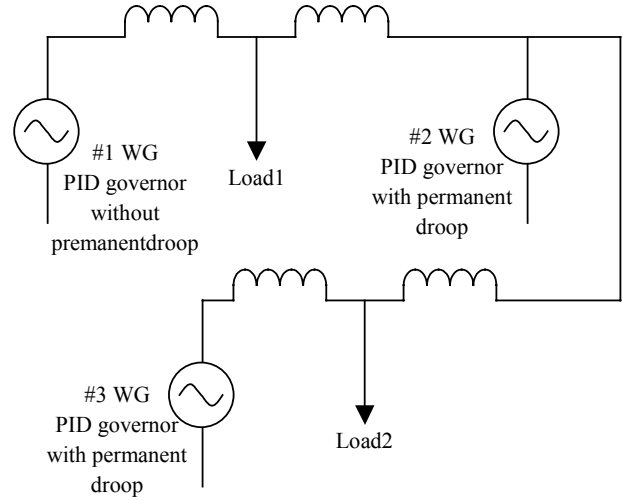 #1 WG
PID governor
without
premanentdroop
Load1
#2 WG
PID governor
with permanent
droop
#3 WG
PID governor
with permanent
droop
Load2